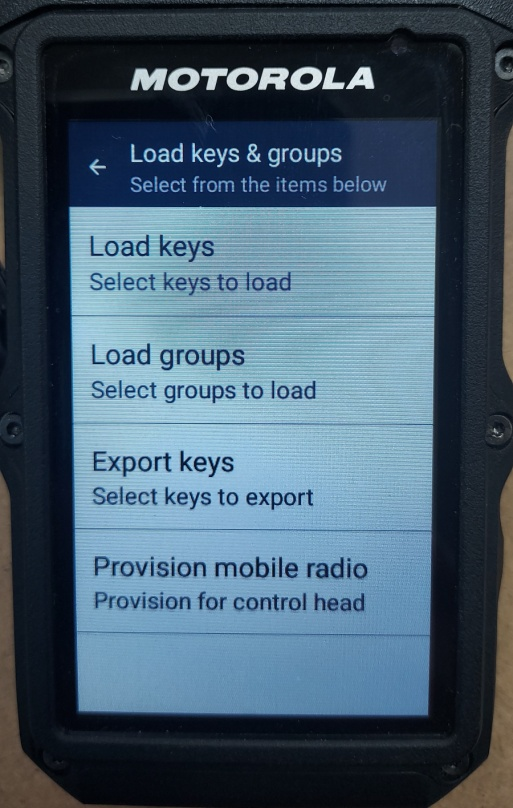 MOTOROLA
Load keys & groups
Select from the items below
Load keys
Select keys to load
Load groups
Select groups to load
Export keys
Select keys to export
Provision mobile radio
Provision for control head